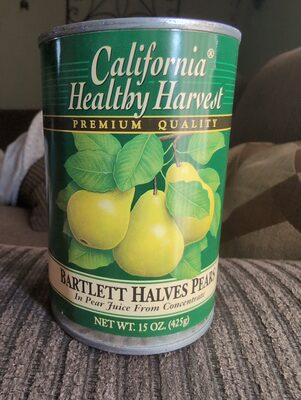 California®
Healthy Harvest
PREMIUM QUALITY
BARTLETT HALVES PEARS
In Pear Juice From Concentrate
NET WT. 15 OZ. (425g)